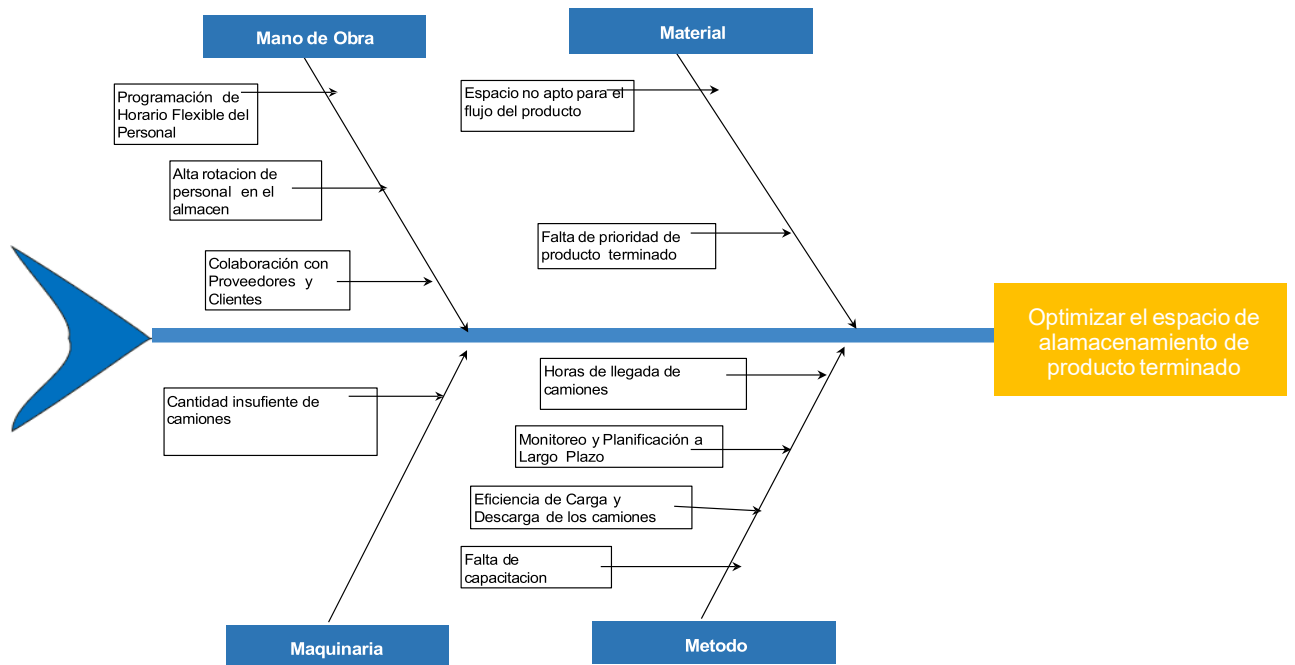 Mano de Obra
Material
Programación de
Horario Flexible del
Personal
Espacio no apto para el
flujo del producto
Alta rotacion de
personal en el
almacen
Falta de prioridad de
producto terminado
Colaboración con
Proveedores y
Clientes
Optimizar el espacio de
alamacenamiento de
producto terminado
Cantidad insufiente de
camiones
Horas de llegada de
camiones
Monitoreo y Planificación a
Largo Plazo
Eficiencia de Carga y
Descarga de los camiones
Falta de
capacitacion
Maquinaria
Metodo